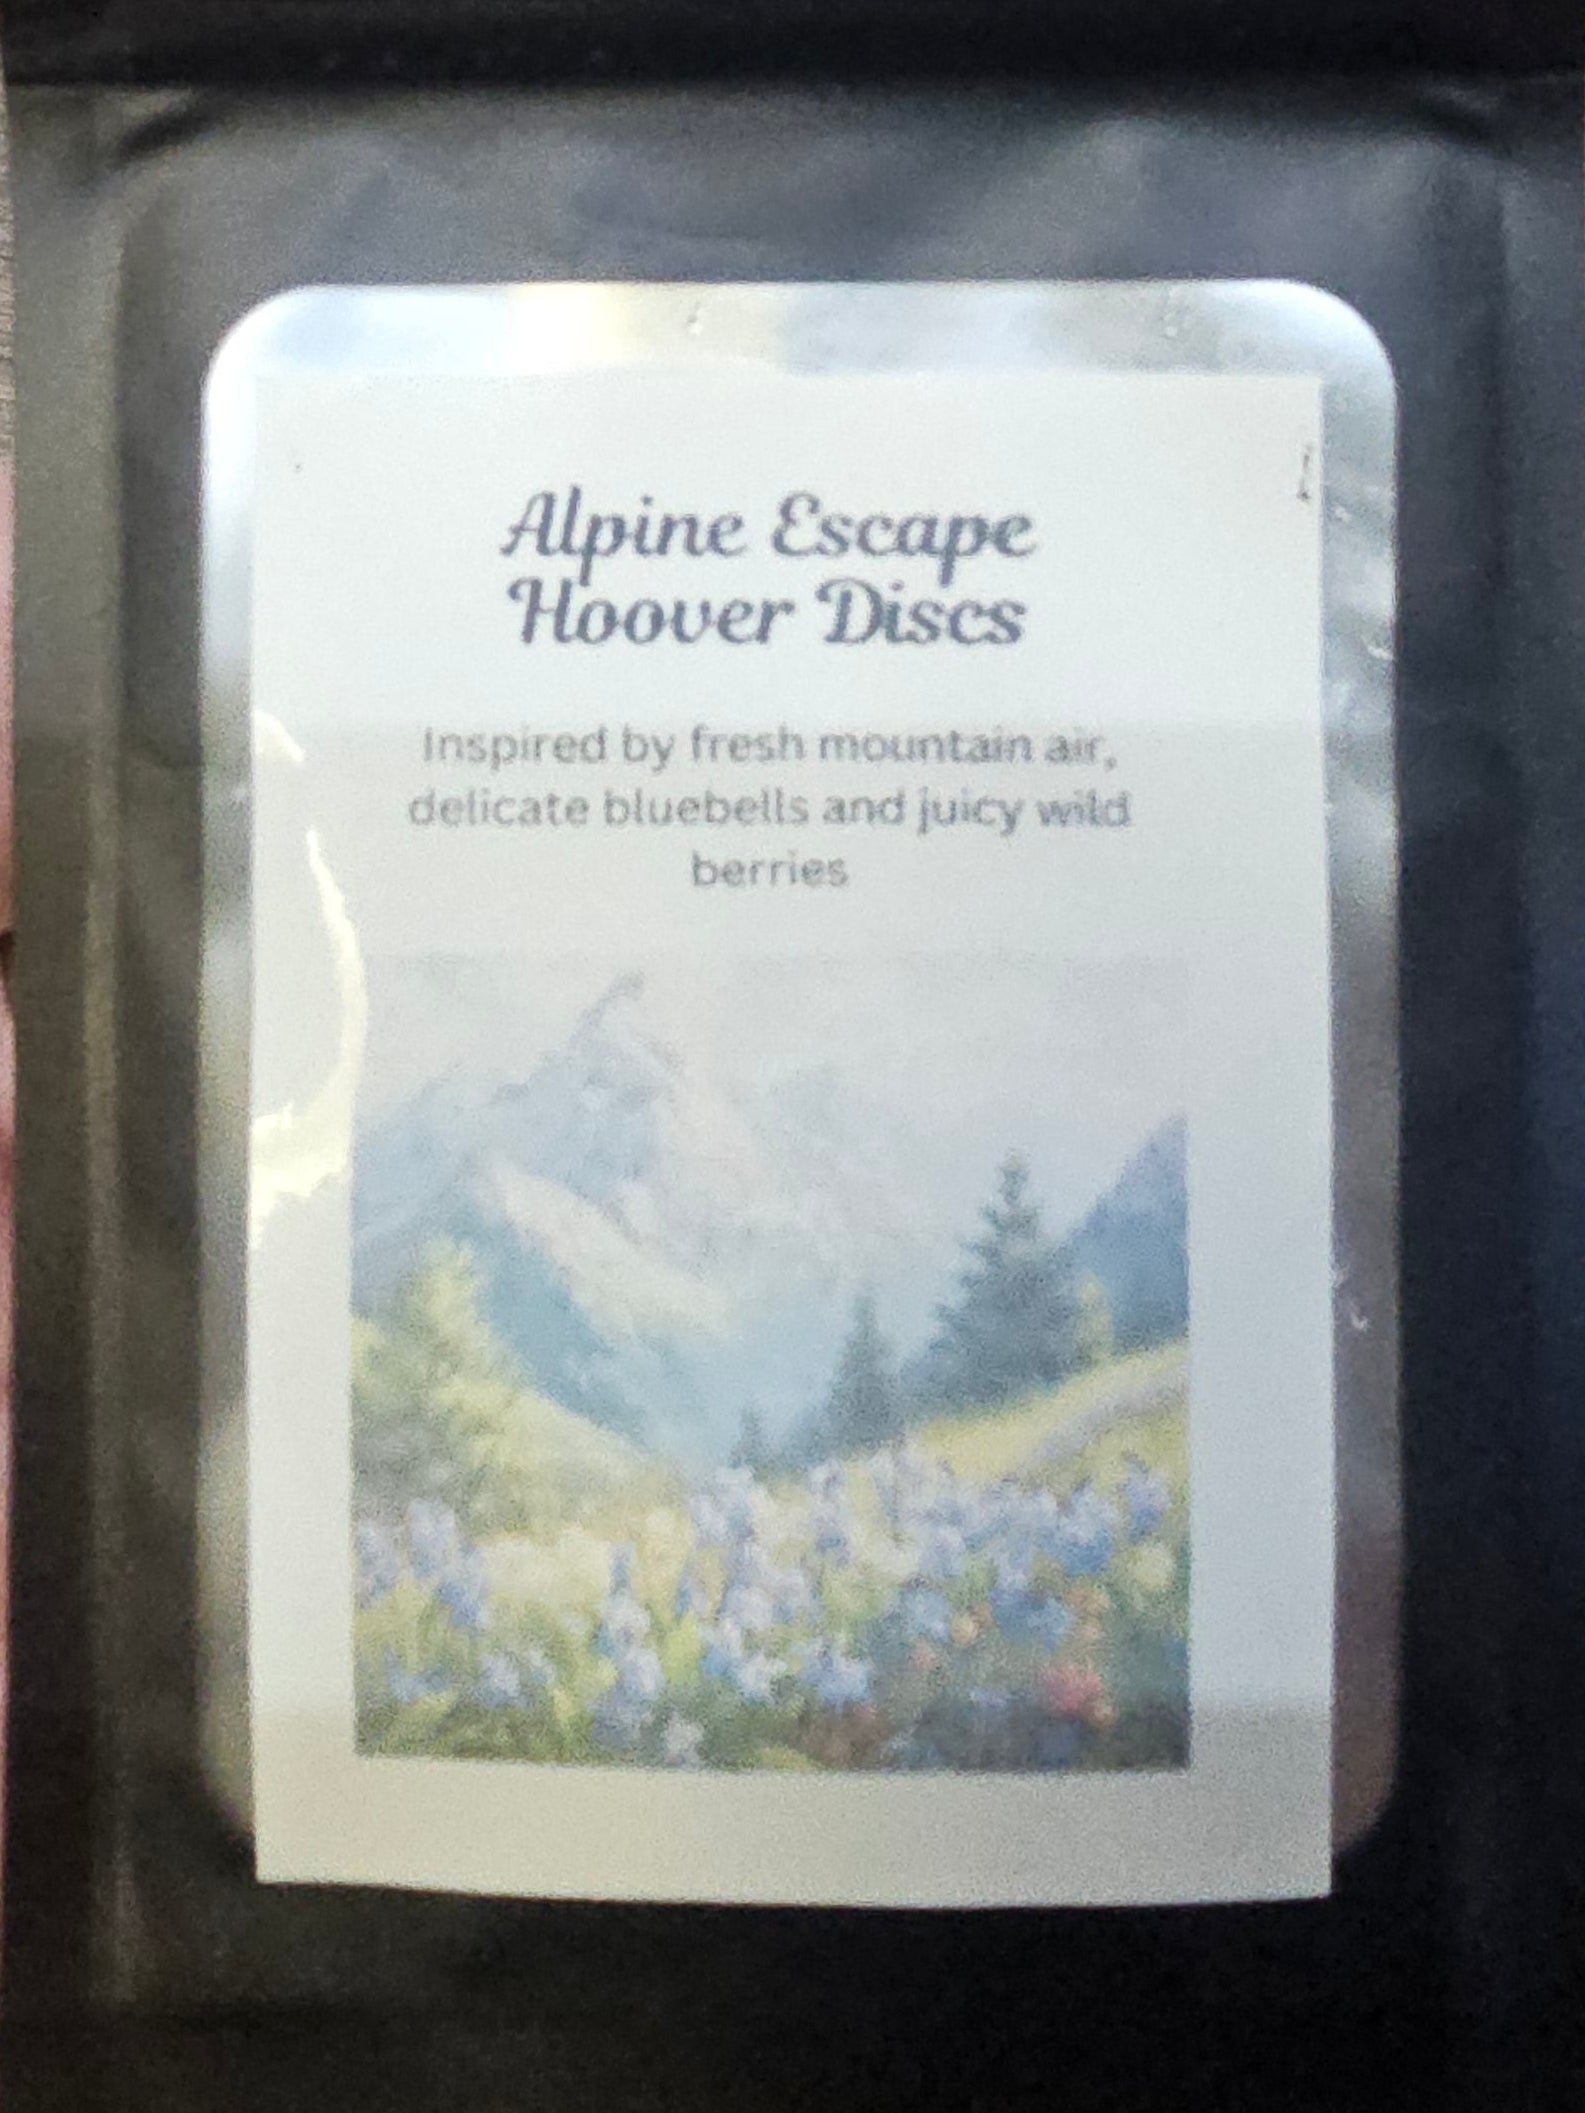 Alpine Escape
Hoover Discs
Inspired by fresh mountain air,
delicate bluebells and juicy wild
berries